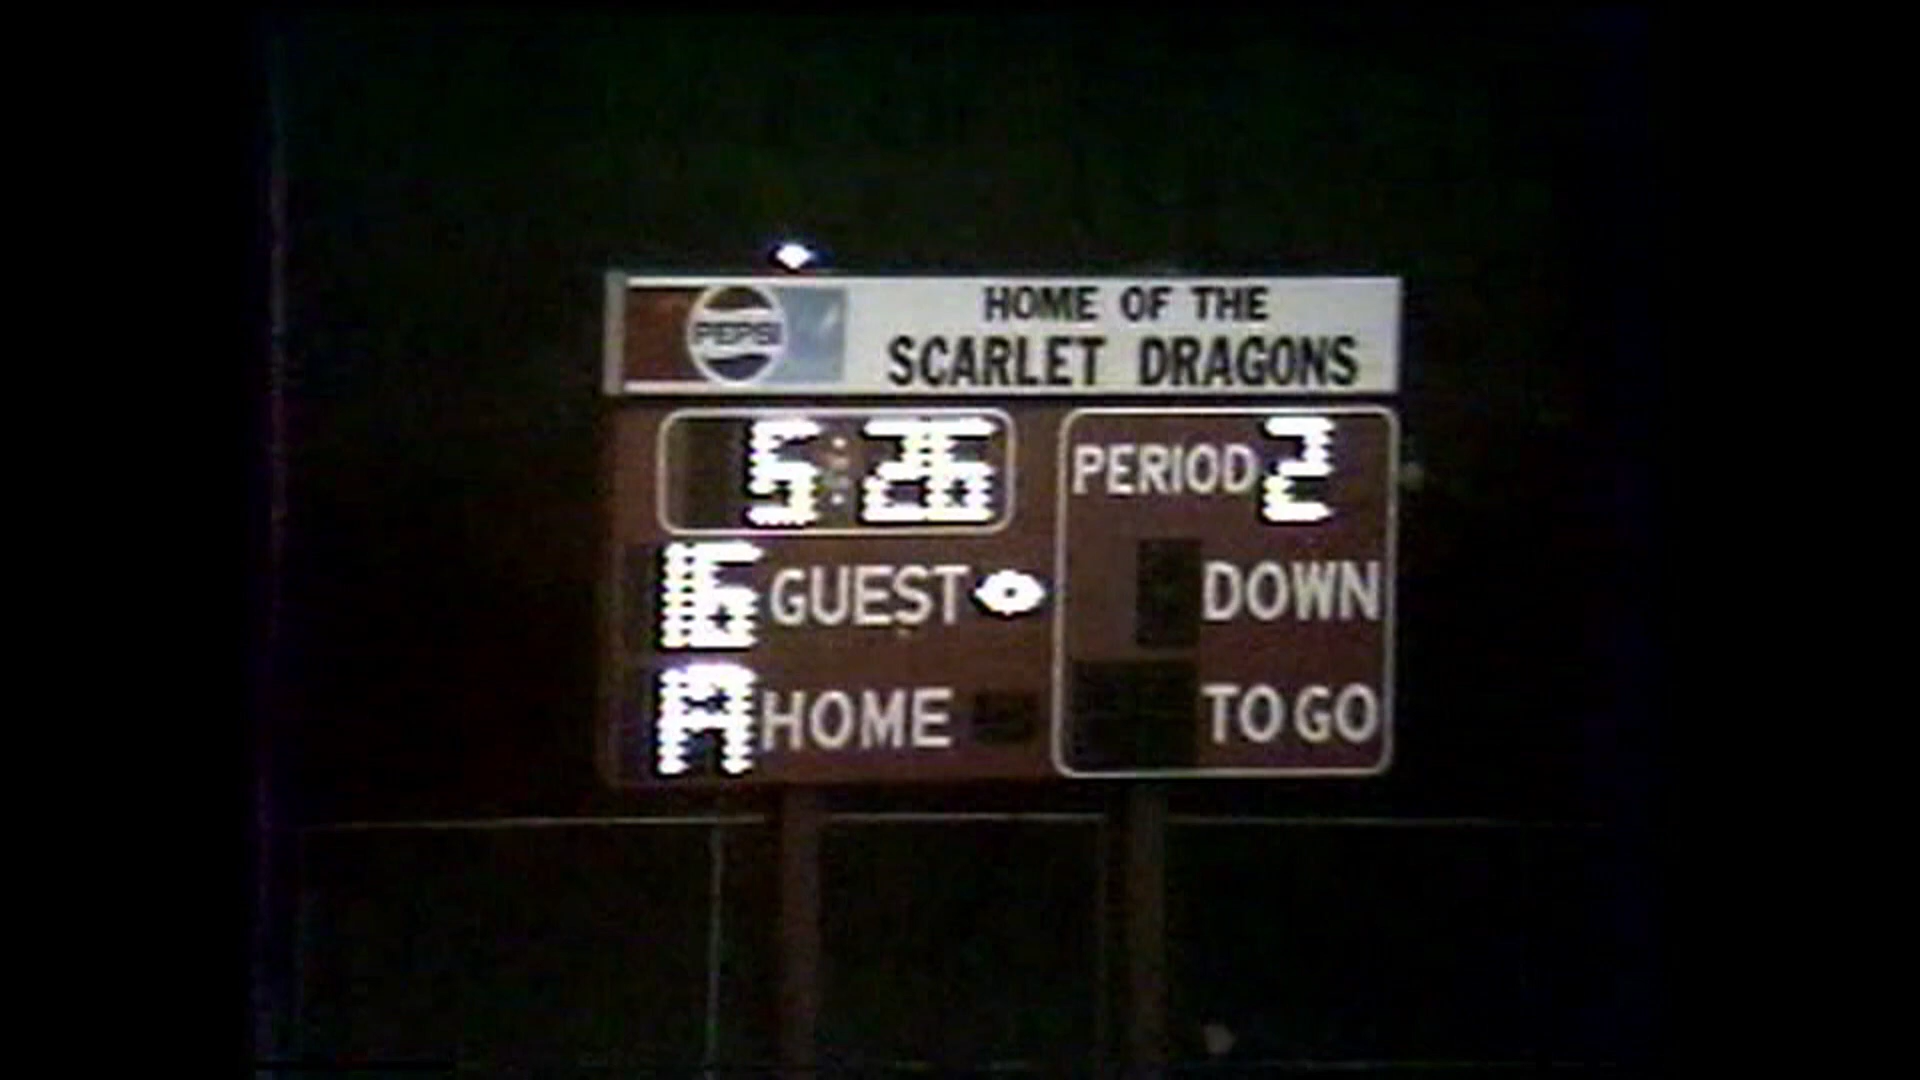 HOME OF THE
PEPSI
SCARLET DRAGONS
5:26
PERIOD 2
16 GUEST
DOWN
HOME
TO GO